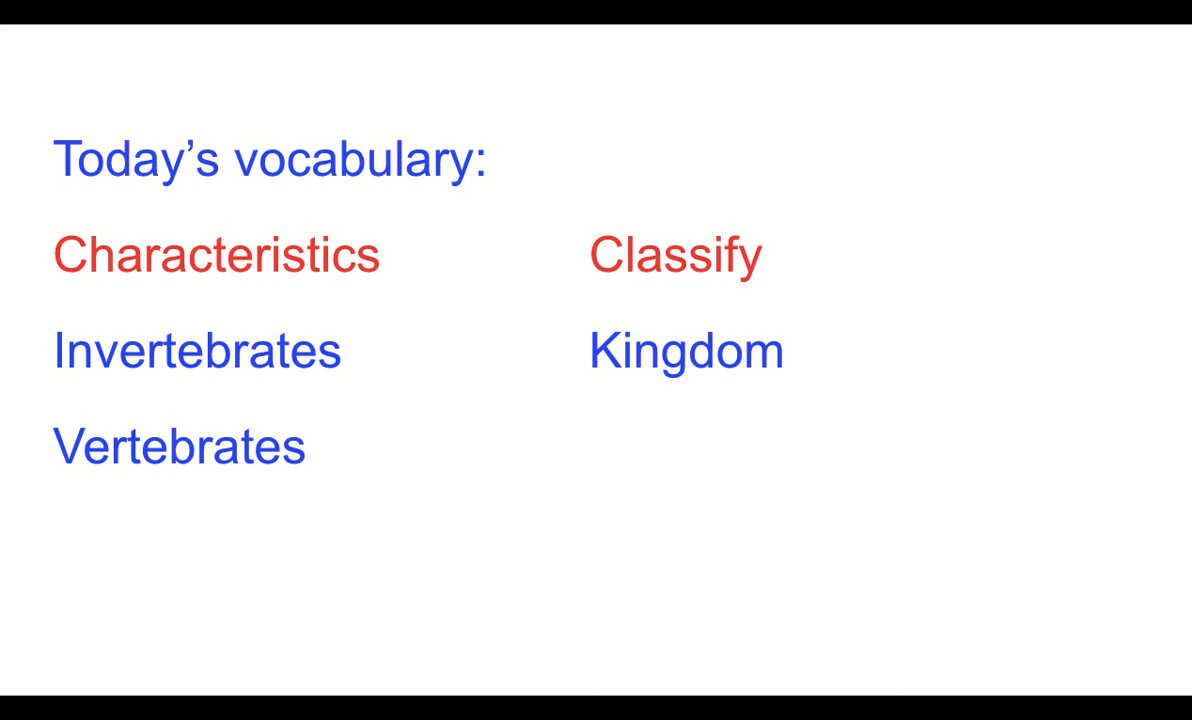 Today’s vocabulary:
Characteristics Classify
Invertebrates Kingdom
Vertebrates